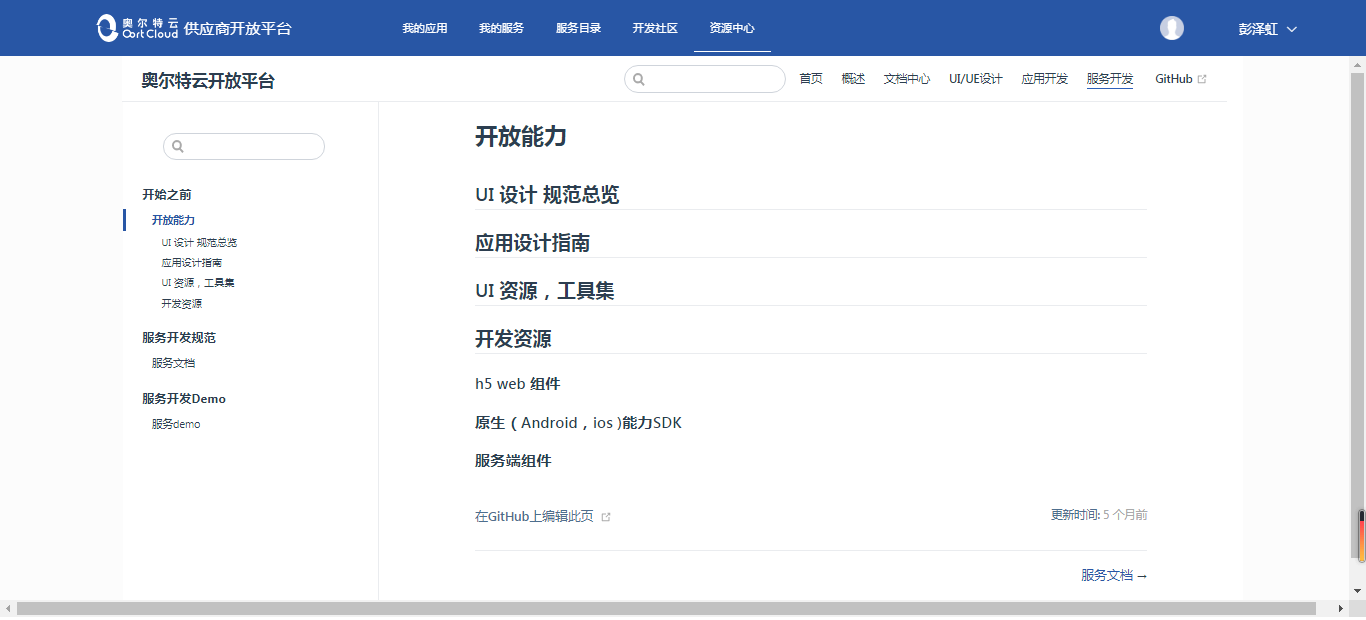 奥尔特云
OortCloud
供应商开放平台
我的应用 我的服务 服务目录 开发社区 资源中心
彭泽虹
奥尔特云开放平台
首页 概述 文档中心 UI/UE设计 应用开发 服务开发 GitHub
开始之前
开放能力
UI 设计 规范总览
应用设计指南
UI 资源，工具集
开发资源
服务开发规范
服务文档
服务开发Demo
服务demo
开放能力
UI 设计 规范总览
应用设计指南
UI 资源，工具集
开发资源
h5 web 组件
原生（Android，ios )能力SDK
服务端组件
在GitHub上编辑此页
更新时间: 5 个月前
服务文档 →